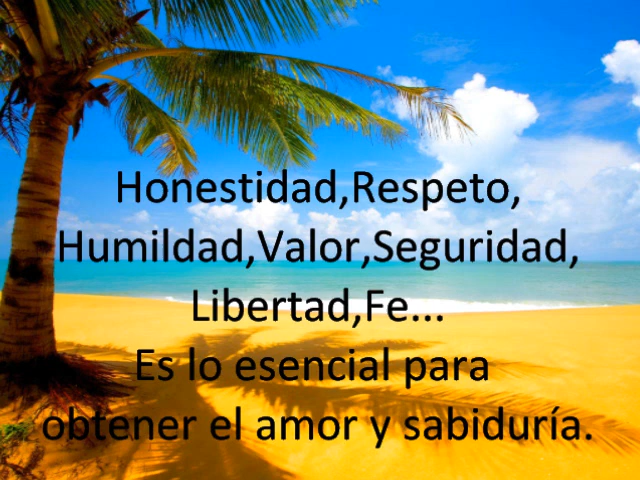 Honestidad,Respeto,
Humildad,Valor,Seguridad,
Libertad,Fe...
Es lo esencial para
obtener el amor y sabiduría.